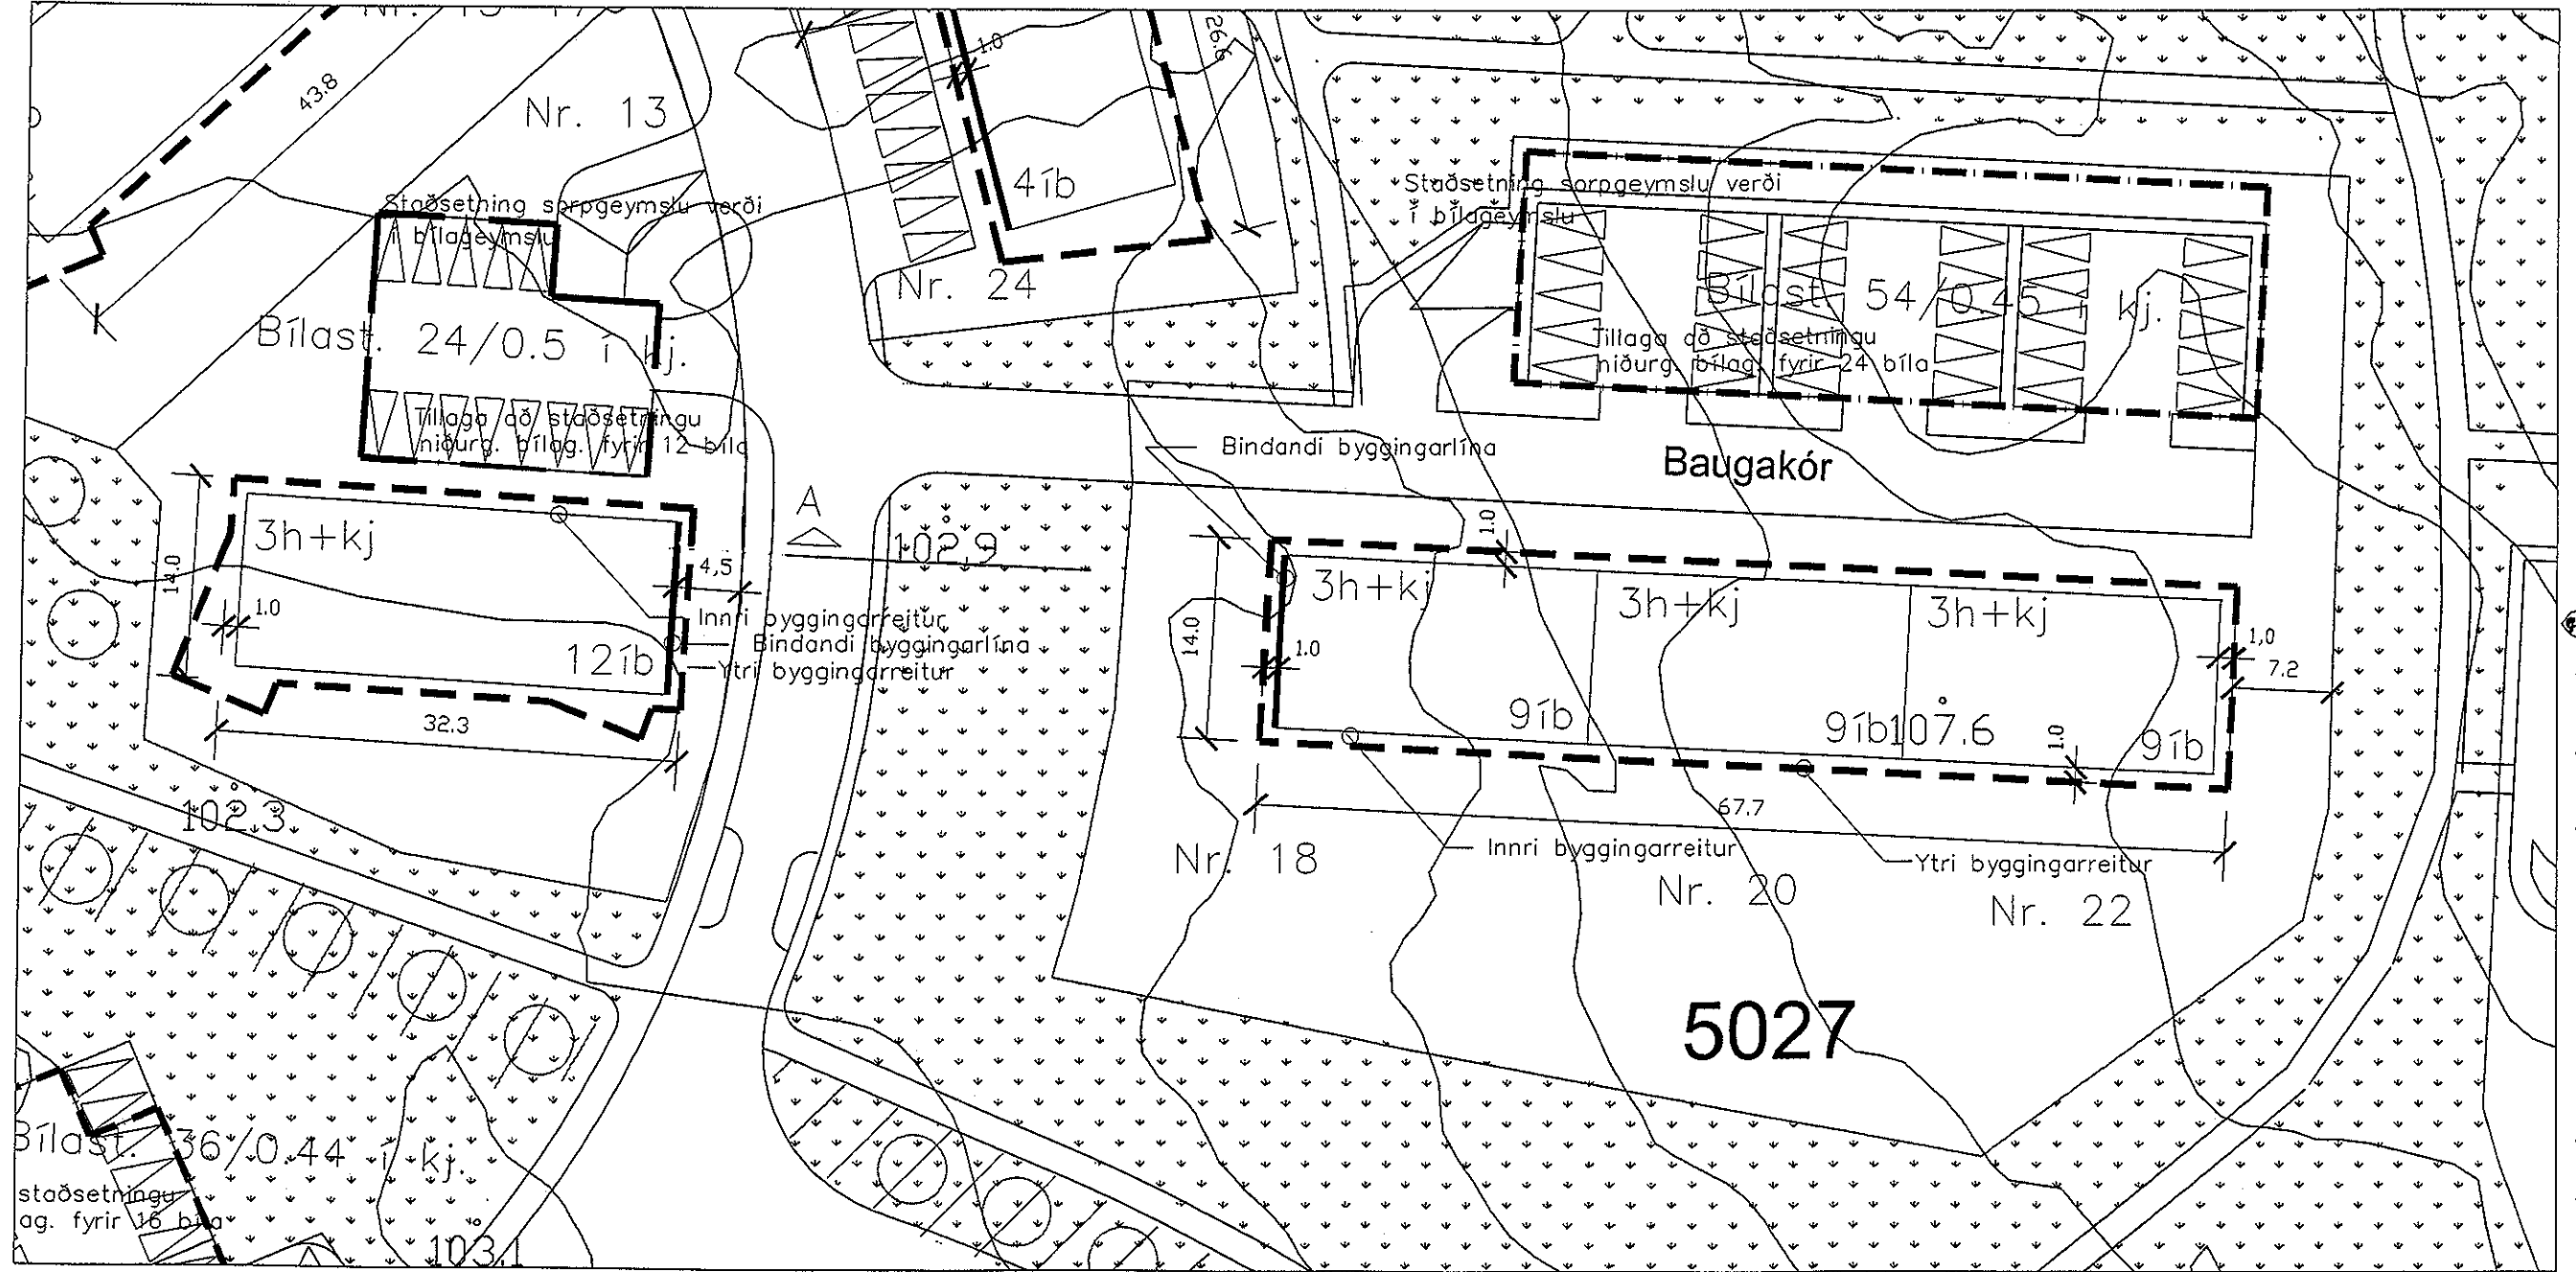 43.8
Nr. 13
1.0
26.6
4íb
Nr. 24
Staðsetning sorpgeymslu verði
í bílageymslu
Bílast. 24/0.5 í kj.
Tillaga að staðsetningu
niðurg. bílag. fyrir 12 bíla
Staðsetning sorpgeymslu verði
í bílageymslu
Bílast. 54/0.45 í kj.
Tillaga að staðsetningu
niðurg. bílag. fyrir 24 bíla
Bindandi byggingarlína
Baugakór
3h+kj
14.0
1.0
12íb
4,5
32.3
A
102,9
Innri byggingarreitur
Bindandi byggingarlína
Ytri byggingarreitur
1.0
3h+kj
3h+kj
3h+kj
14.0
1.0
9íb
9íb
107.6
1.0
9íb
1,0
7.2
67.7
Nr. 18
Innri byggingarreitur
Nr. 20
Ytri byggingarreitur
Nr. 22
102,3
5027
Bílast. 36/0.44 í kj.
staðsetningu
ag. fyrir 16 bíla
103.1